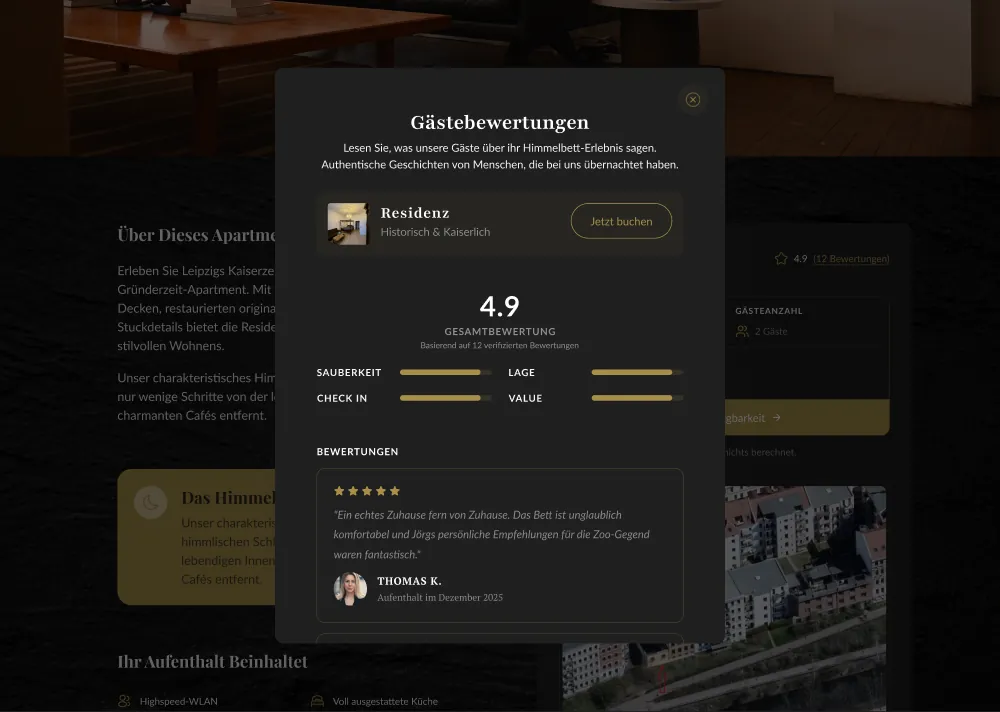 Gästebewertungen
Lesen Sie, was unsere Gäste über ihr Himmelbett-Erlebnis sagen.
Authentische Geschichten von Menschen, die bei uns übernachtet haben.
Residenz
Historisch & Kaiserlich
Jetzt buchen
4.9
GESAMTBEWERTUNG
Basierend auf 12 verifizierten Bewertungen
SAUBERKEIT
LAGE
CHECK IN
VALUE
BEWERTUNGEN
"Ein echtes Zuhause fern von Zuhause. Das Bett ist unglaublich
komfortabel und Jörgs persönliche Empfehlungen für die Zoo-Gegend
waren fantastisch."
THOMAS K.
Aufenthalt im Dezember 2025
Über Dieses Apartme
Erleben Sie Leipzigs Kaiserze
Gründerzeit-Apartment. Mit
Decken, restaurierten origina
Stuckdetails bietet die Reside
stilvollen Wohnens.
Unser charakteristisches Him
nur wenige Schritte von der
charmanten Cafés entfernt.
Das Himmel
Unser charakteris
himmlischen Schl
lebendigen Innen
Cafés entfernt.
Ihr Aufenthalt Beinhaltet
Highspeed-WLAN
Voll ausgestattete Küche
4.9 (12 Bewertungen)
GÄSTEANZAHL
2 Gäste
gbarkeit →
nichts berechnet.